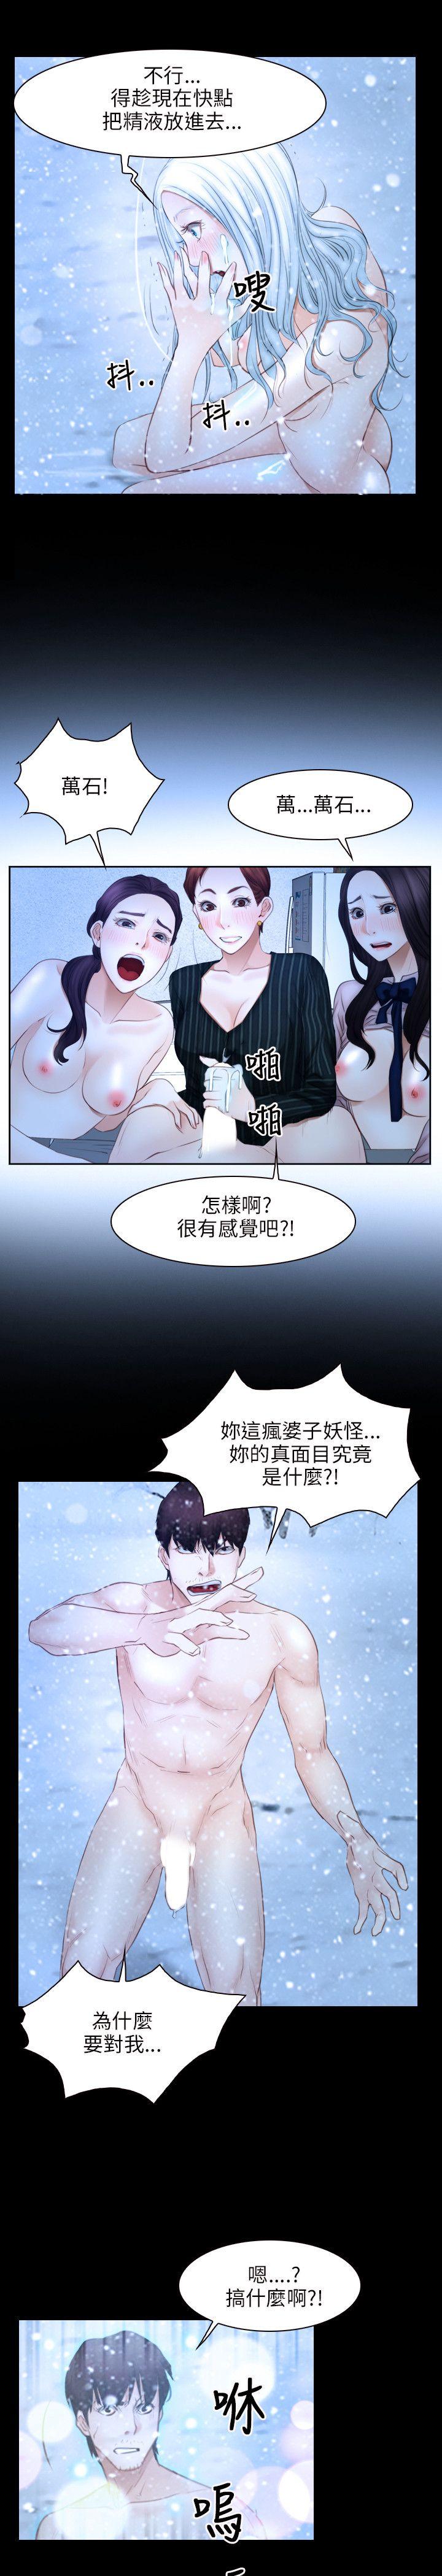 不行...
得趁現在快點
把精液放進去...
嗖
抖..
抖..
萬石!
萬...萬石...
啪
啪
怎樣啊?
很有感覺吧?!
妳這瘋婆子妖怪...
妳的真面目究竟
是什麼?!
為什麼
要對我...
嗯....?
搞什麼啊?!
咻
嗚